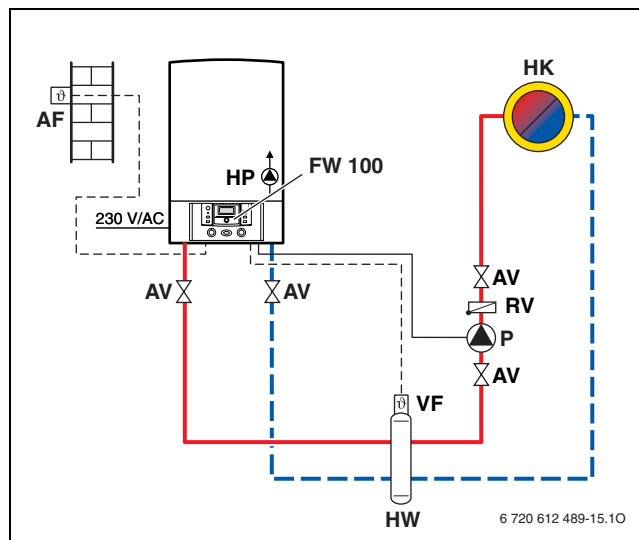 HK
AF
HP
FW 100
230 V/AC
AV
AV
AV
RV
P
AV
VF
HW
6 720 612 489-15.1O